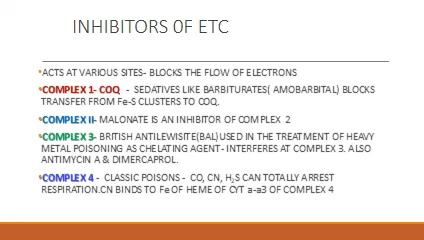 INHIBITORS 0F ETC
•ACTS AT VARIOUS SITES- BLOCKS THE FLOW OF ELECTRONS
•COMPLEX 1- COQ - SEDATIVES LIKE BARBITURATES( AMOBARBITAL) BLOCKS
TRANSFER FROM Fe-S CLUSTERS TO COQ.
•COMPLEX II- MALONATE IS AN INHIBITOR OF COMPLEX 2
•COMPLEX 3- BRITISH ANTILEWISITE(BAL)USED IN THE TREATMENT OF HEAVY
METAL POISONING AS CHELATING AGENT- INTERFERES AT COMPLEX 3. ALSO
ANTIMYCIN A & DIMERCAPROL.
•COMPLEX 4 - CLASSIC POISONS - CO, CN, H₂S CAN TOTALLY ARREST
RESPIRATION.CN BINDS TO Fe OF HEME OF CYT a-a3 OF COMPLEX 4